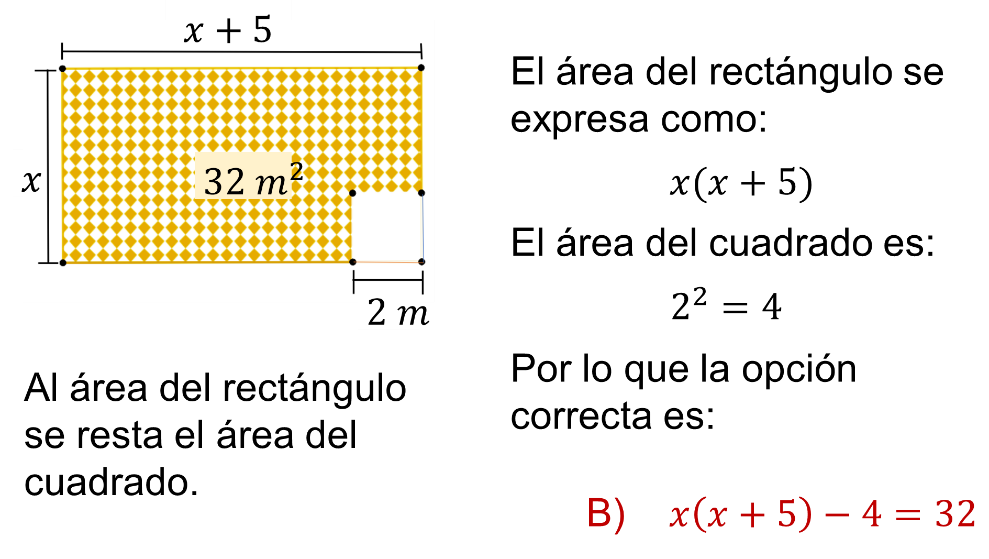 x + 5
x
32 m²
2 m
Al área del rectángulo
se resta el área del
cuadrado.
El área del rectángulo se
expresa como:
x(x + 5)
El área del cuadrado es:
2² = 4
Por lo que la opción
correcta es:
B) x(x + 5) − 4 = 32